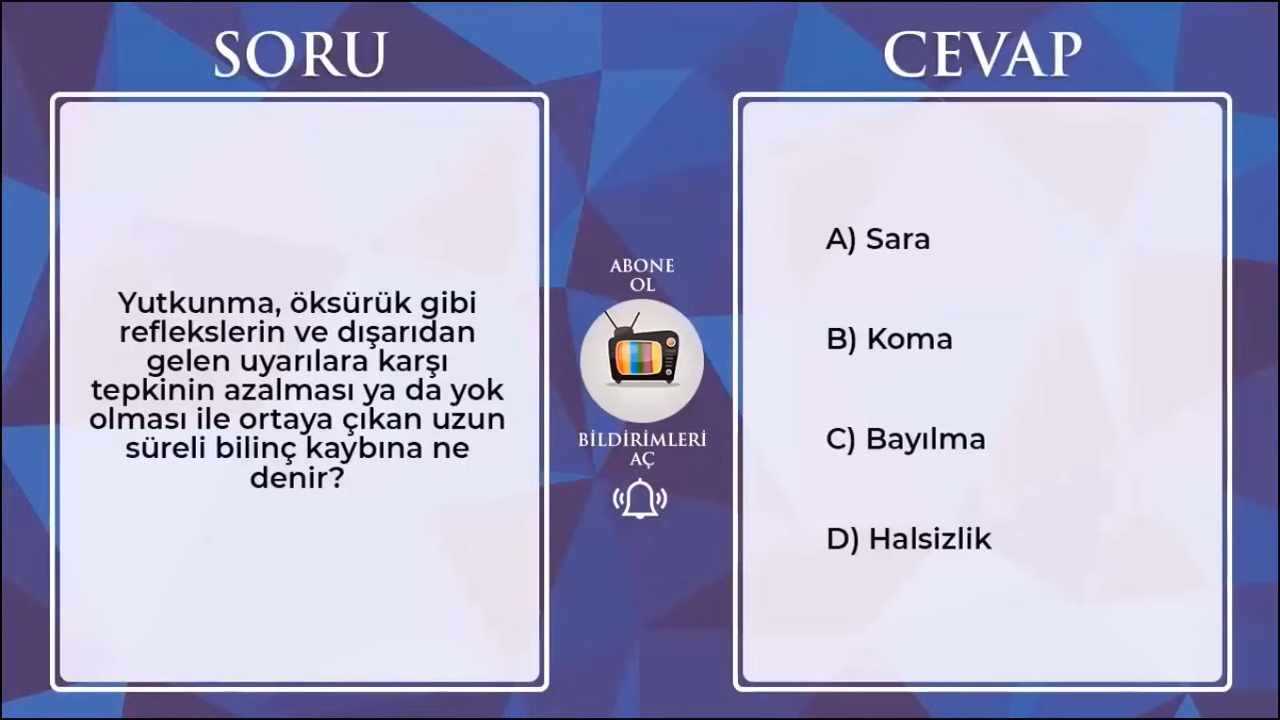 SORU
Yutkunma, öksürük gibi
reflekslerin ve dışarıdan
gelen uyarılara karşı
tepkinin azalması ya da yok
olması ile ortaya çıkan uzun
süreli bilinç kaybına ne
denir?
ABONE
OL
BİLDİRİMLERİ
AÇ
CEVAP
A) Sara
B) Koma
C) Bayılma
D) Halsizlik